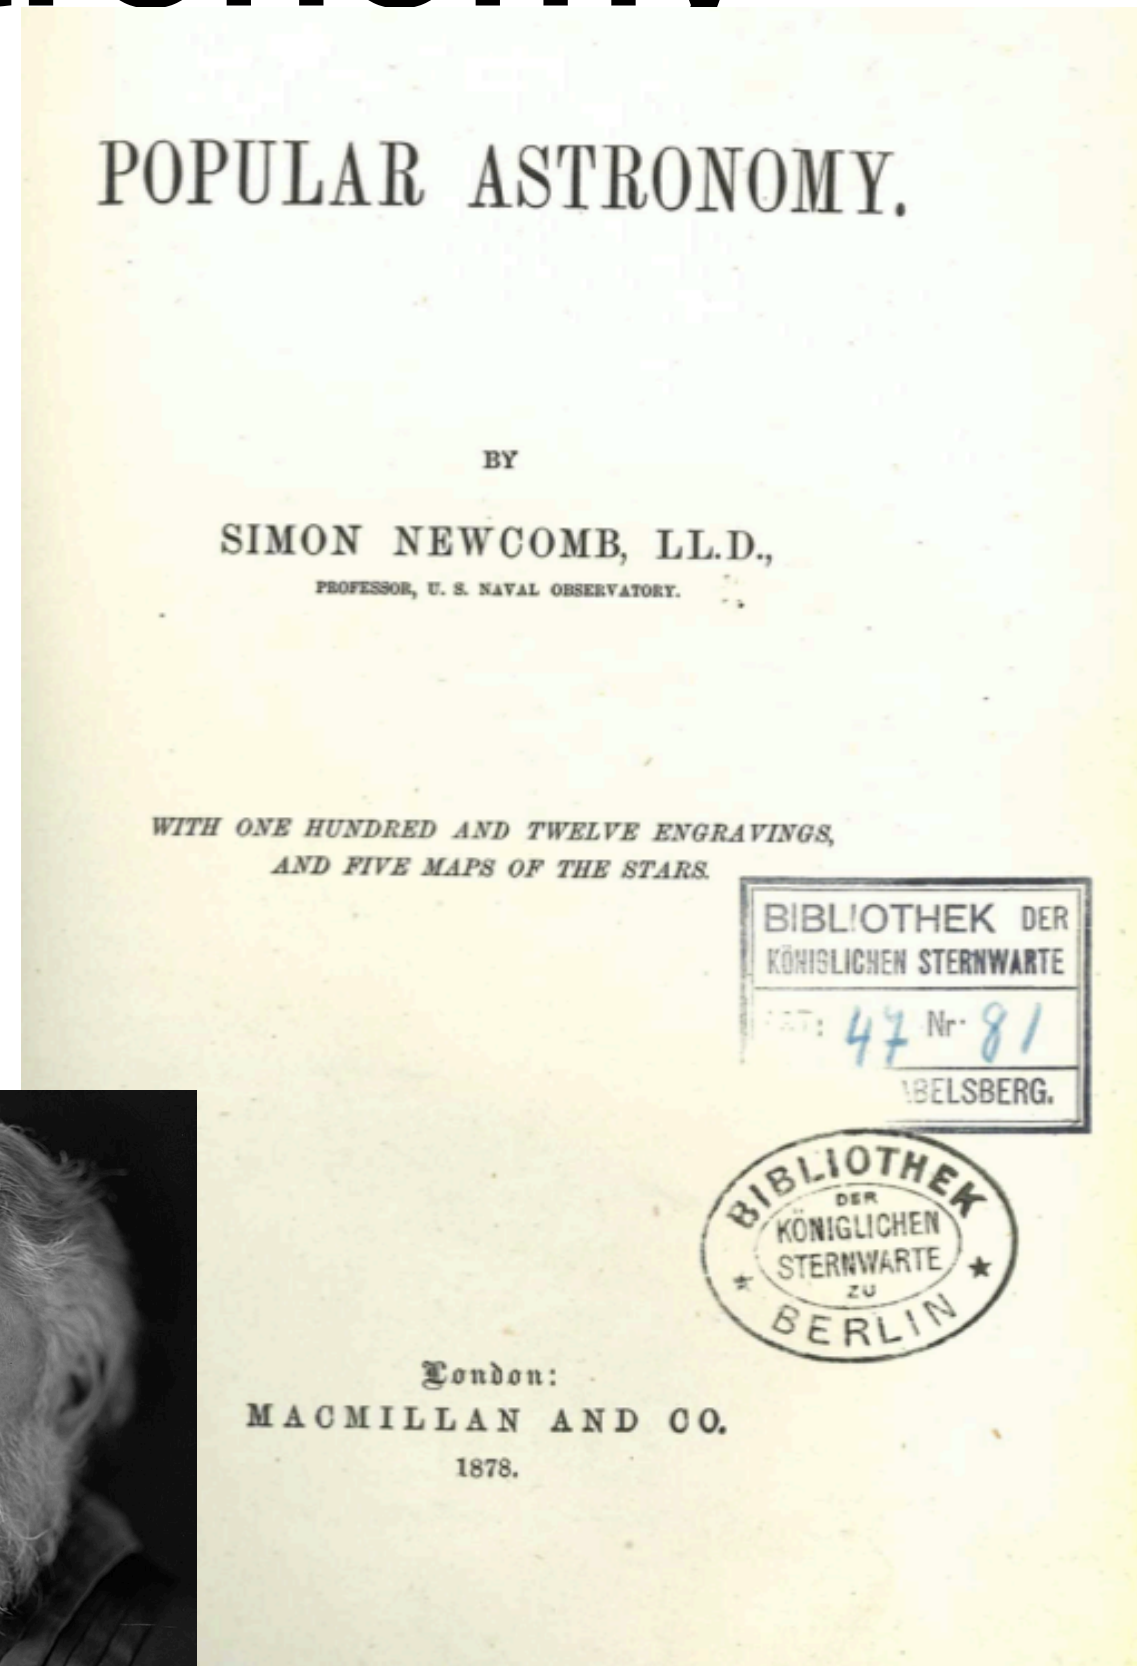 POPULAR ASTRONOMY.
BY
SIMON NEWCOMB, LL.D.,
PROFESSOR, U. S. NAVAL OBSERVATORY.
WITH ONE HUNDRED AND TWELVE ENGRAVINGS,
AND FIVE MAPS OF THE STARS.
BIBLIOTHEK DER
KÖNIGLICHEN STERNWARTE
47 Nr. 81
BELSBERG.
BIBLIOTHEK
DER
KÖNIGLICHEN
STERNWARTE
ZU
BERLIN
London:
MACMILLAN AND CO.
1878.